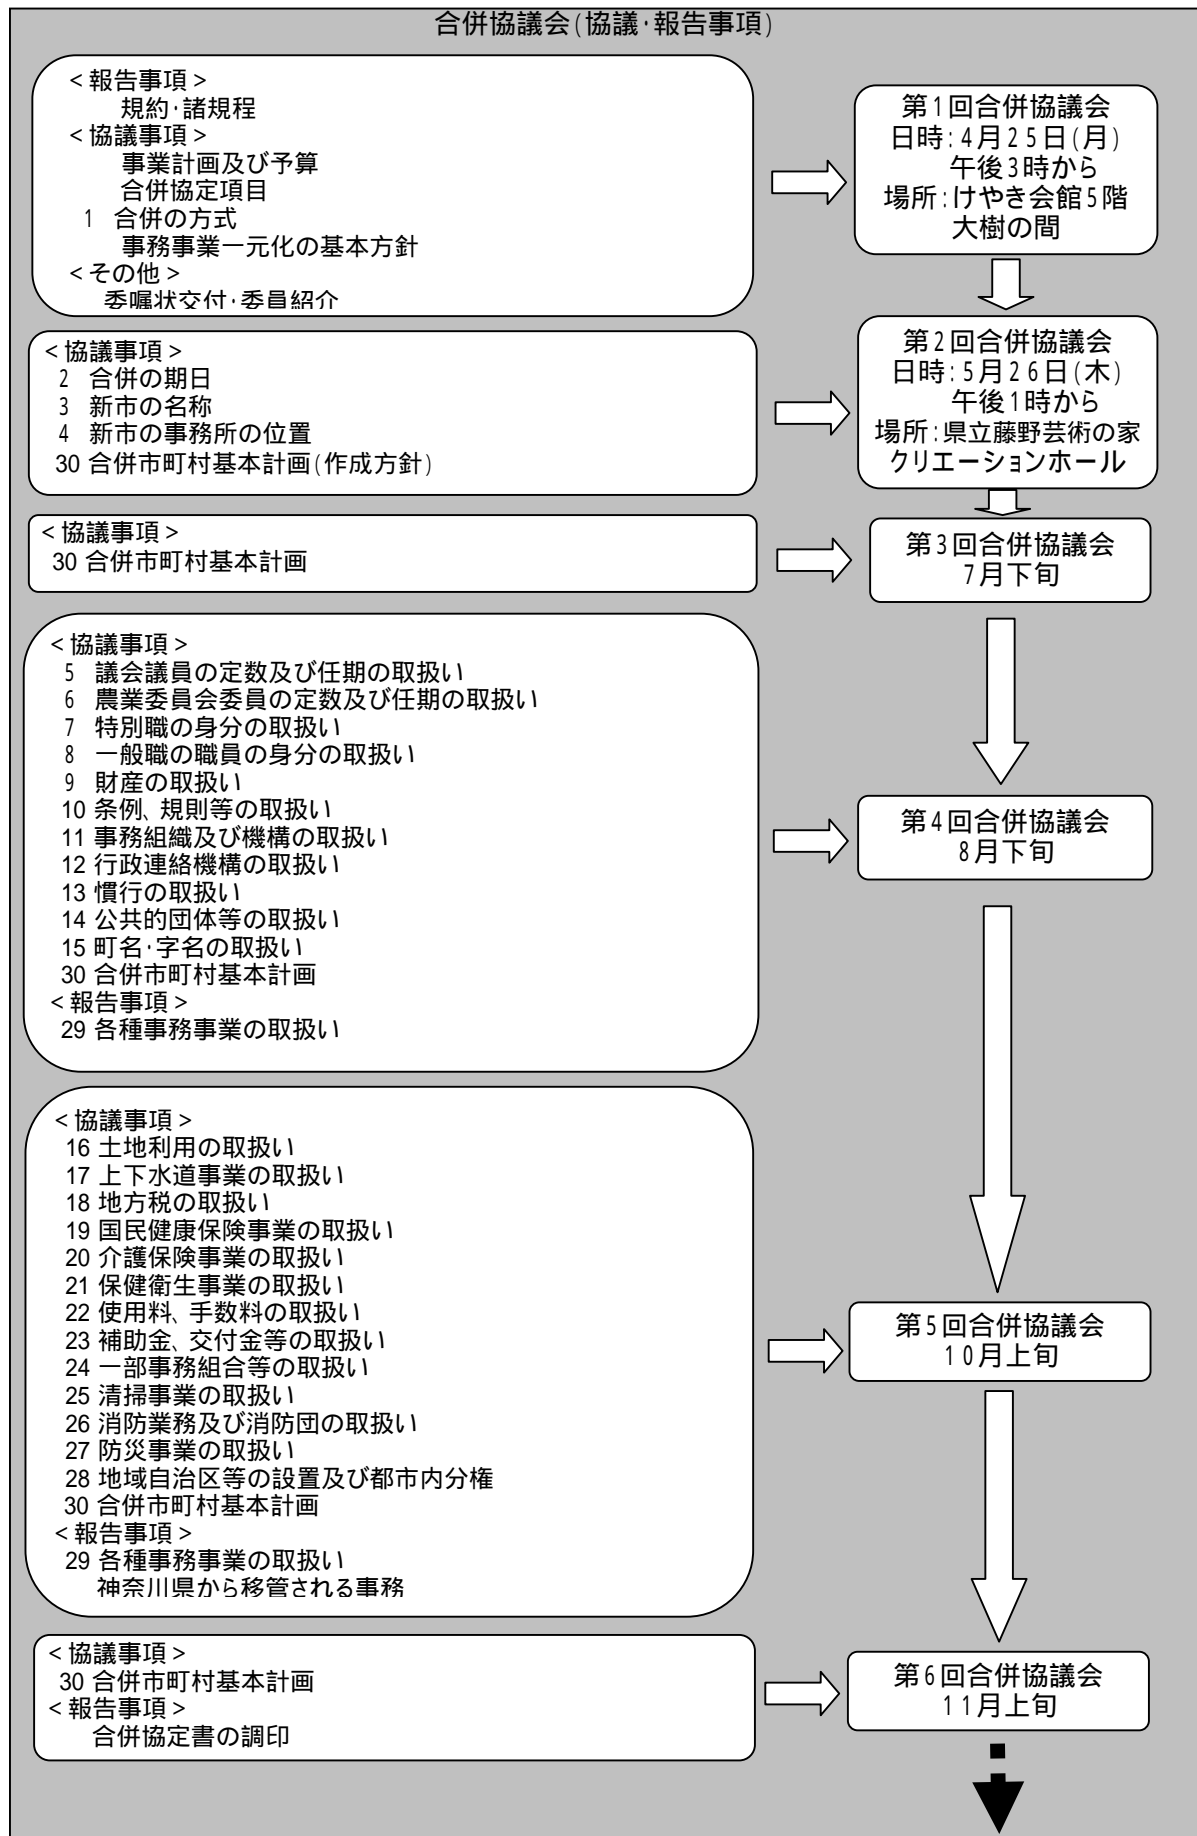 合併協議会(協議･報告事項)
<報告事項>
規約･諸規程
<協議事項>
事業計画及び予算
合併協定項目
1 合併の方式
事務事業一元化の基本方針
<その他>
委嘱状交付･委員紹介
第1回合併協議会
日時:4月25日(月)
午後3時から
場所:けやき会館5階
大樹の間
<協議事項>
2 合併の期日
3 新市の名称
4 新市の事務所の位置
30 合併市町村基本計画(作成方針)
第2回合併協議会
日時:5月26日(木)
午後1時から
場所:県立藤野芸術の家
クリエーションホール
<協議事項>
30 合併市町村基本計画
第3回合併協議会
7月下旬
<協議事項>
5 議会議員の定数及び任期の取扱い
6 農業委員会委員の定数及び任期の取扱い
7 特別職の身分の取扱い
8 一般職の職員の身分の取扱い
9 財産の取扱い
10 条例、規則等の取扱い
11 事務組織及び機構の取扱い
12 行政連絡機構の取扱い
13 慣行の取扱い
14 公共的団体等の取扱い
15 町名･字名の取扱い
30 合併市町村基本計画
<報告事項>
29 各種事務事業の取扱い
第4回合併協議会
8月下旬
<協議事項>
16 土地利用の取扱い
17 上下水道事業の取扱い
18 地方税の取扱い
19 国民健康保険事業の取扱い
20 介護保険事業の取扱い
21 保健衛生事業の取扱い
22 使用料、手数料の取扱い
23 補助金、交付金等の取扱い
24 一部事務組合等の取扱い
25 清掃事業の取扱い
26 消防業務及び消防団の取扱い
27 防災事業の取扱い
28 地域自治区等の設置及び都市内分権
30 合併市町村基本計画
<報告事項>
29 各種事務事業の取扱い
神奈川県から移管される事務
第5回合併協議会
10月上旬
<協議事項>
30 合併市町村基本計画
<報告事項>
合併協定書の調印
第6回合併協議会
11月上旬